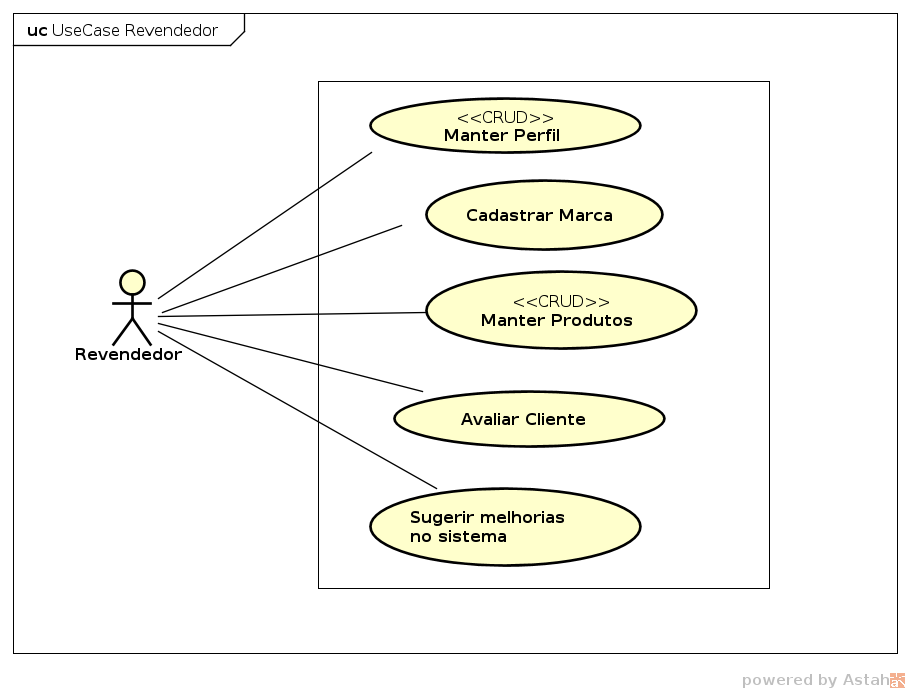 uc UseCase Revendedor
<<CRUD>>
Manter Perfil
Cadastrar Marca
<<CRUD>>
Manter Produtos
Revendedor
Avaliar Cliente
Sugerir melhorias
no sistema
powered by Astah